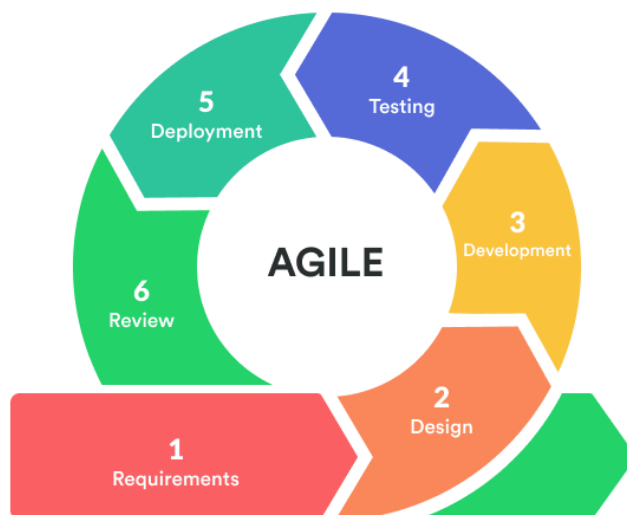 AGILE
1
Requirements
2
Design
3
Development
4
Testing
5
Deployment
6
Review